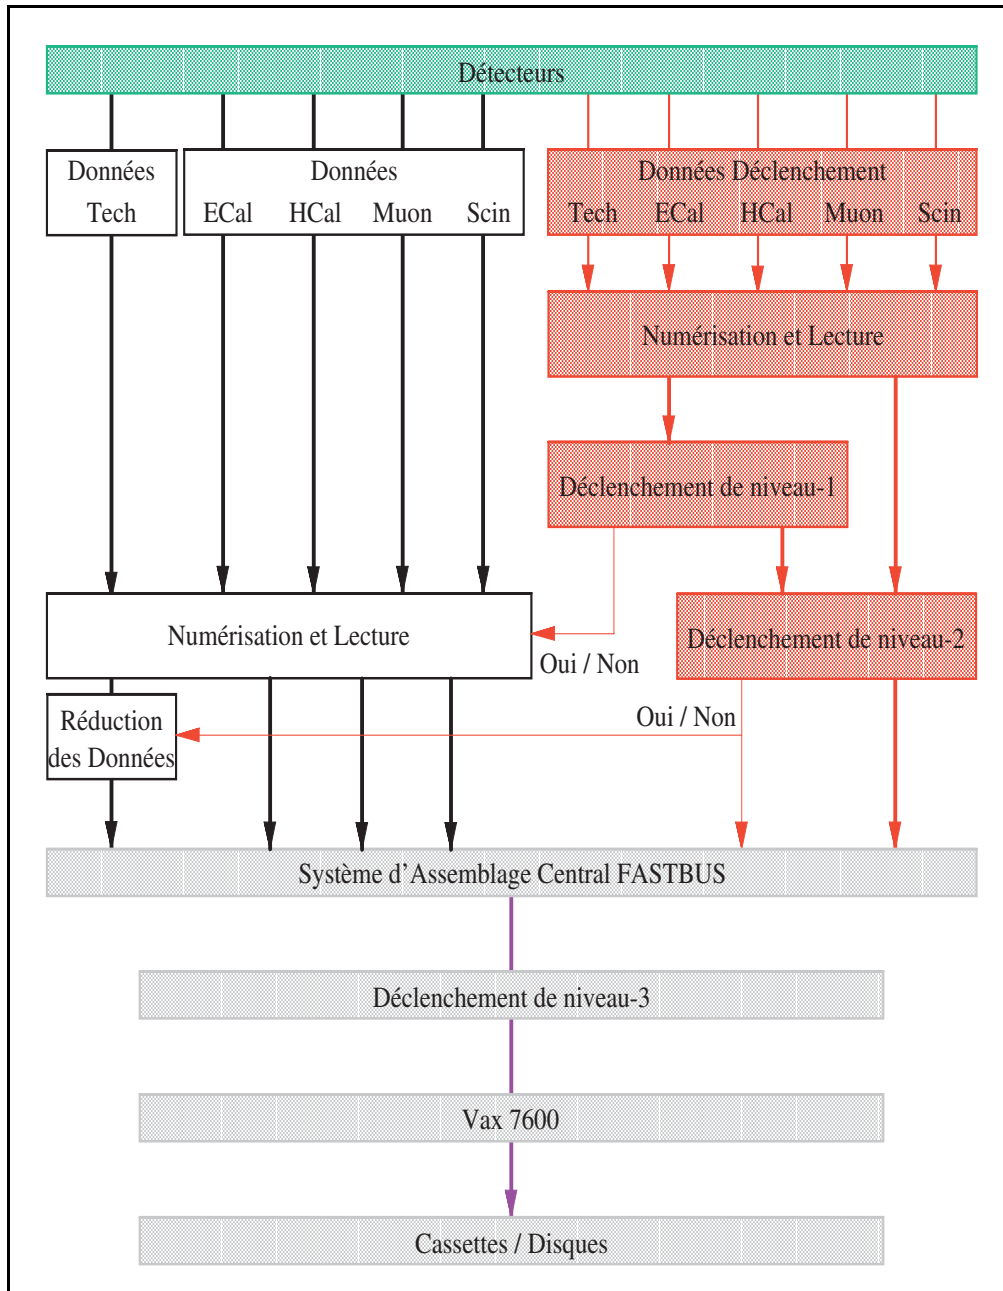 Détecteurs
Données
Tech
Données
ECal HCal Muon Scin
Données Déclenchement
Tech ECal HCal Muon Scin
Numérisation et Lecture
Déclenchement de niveau-1
Numérisation et Lecture
Déclenchement de niveau-2
Oui / Non
Réduction
des Données
Oui / Non
Système d'Assemblage Central FASTBUS
Déclenchement de niveau-3
Vax 7600
Cassettes / Disques